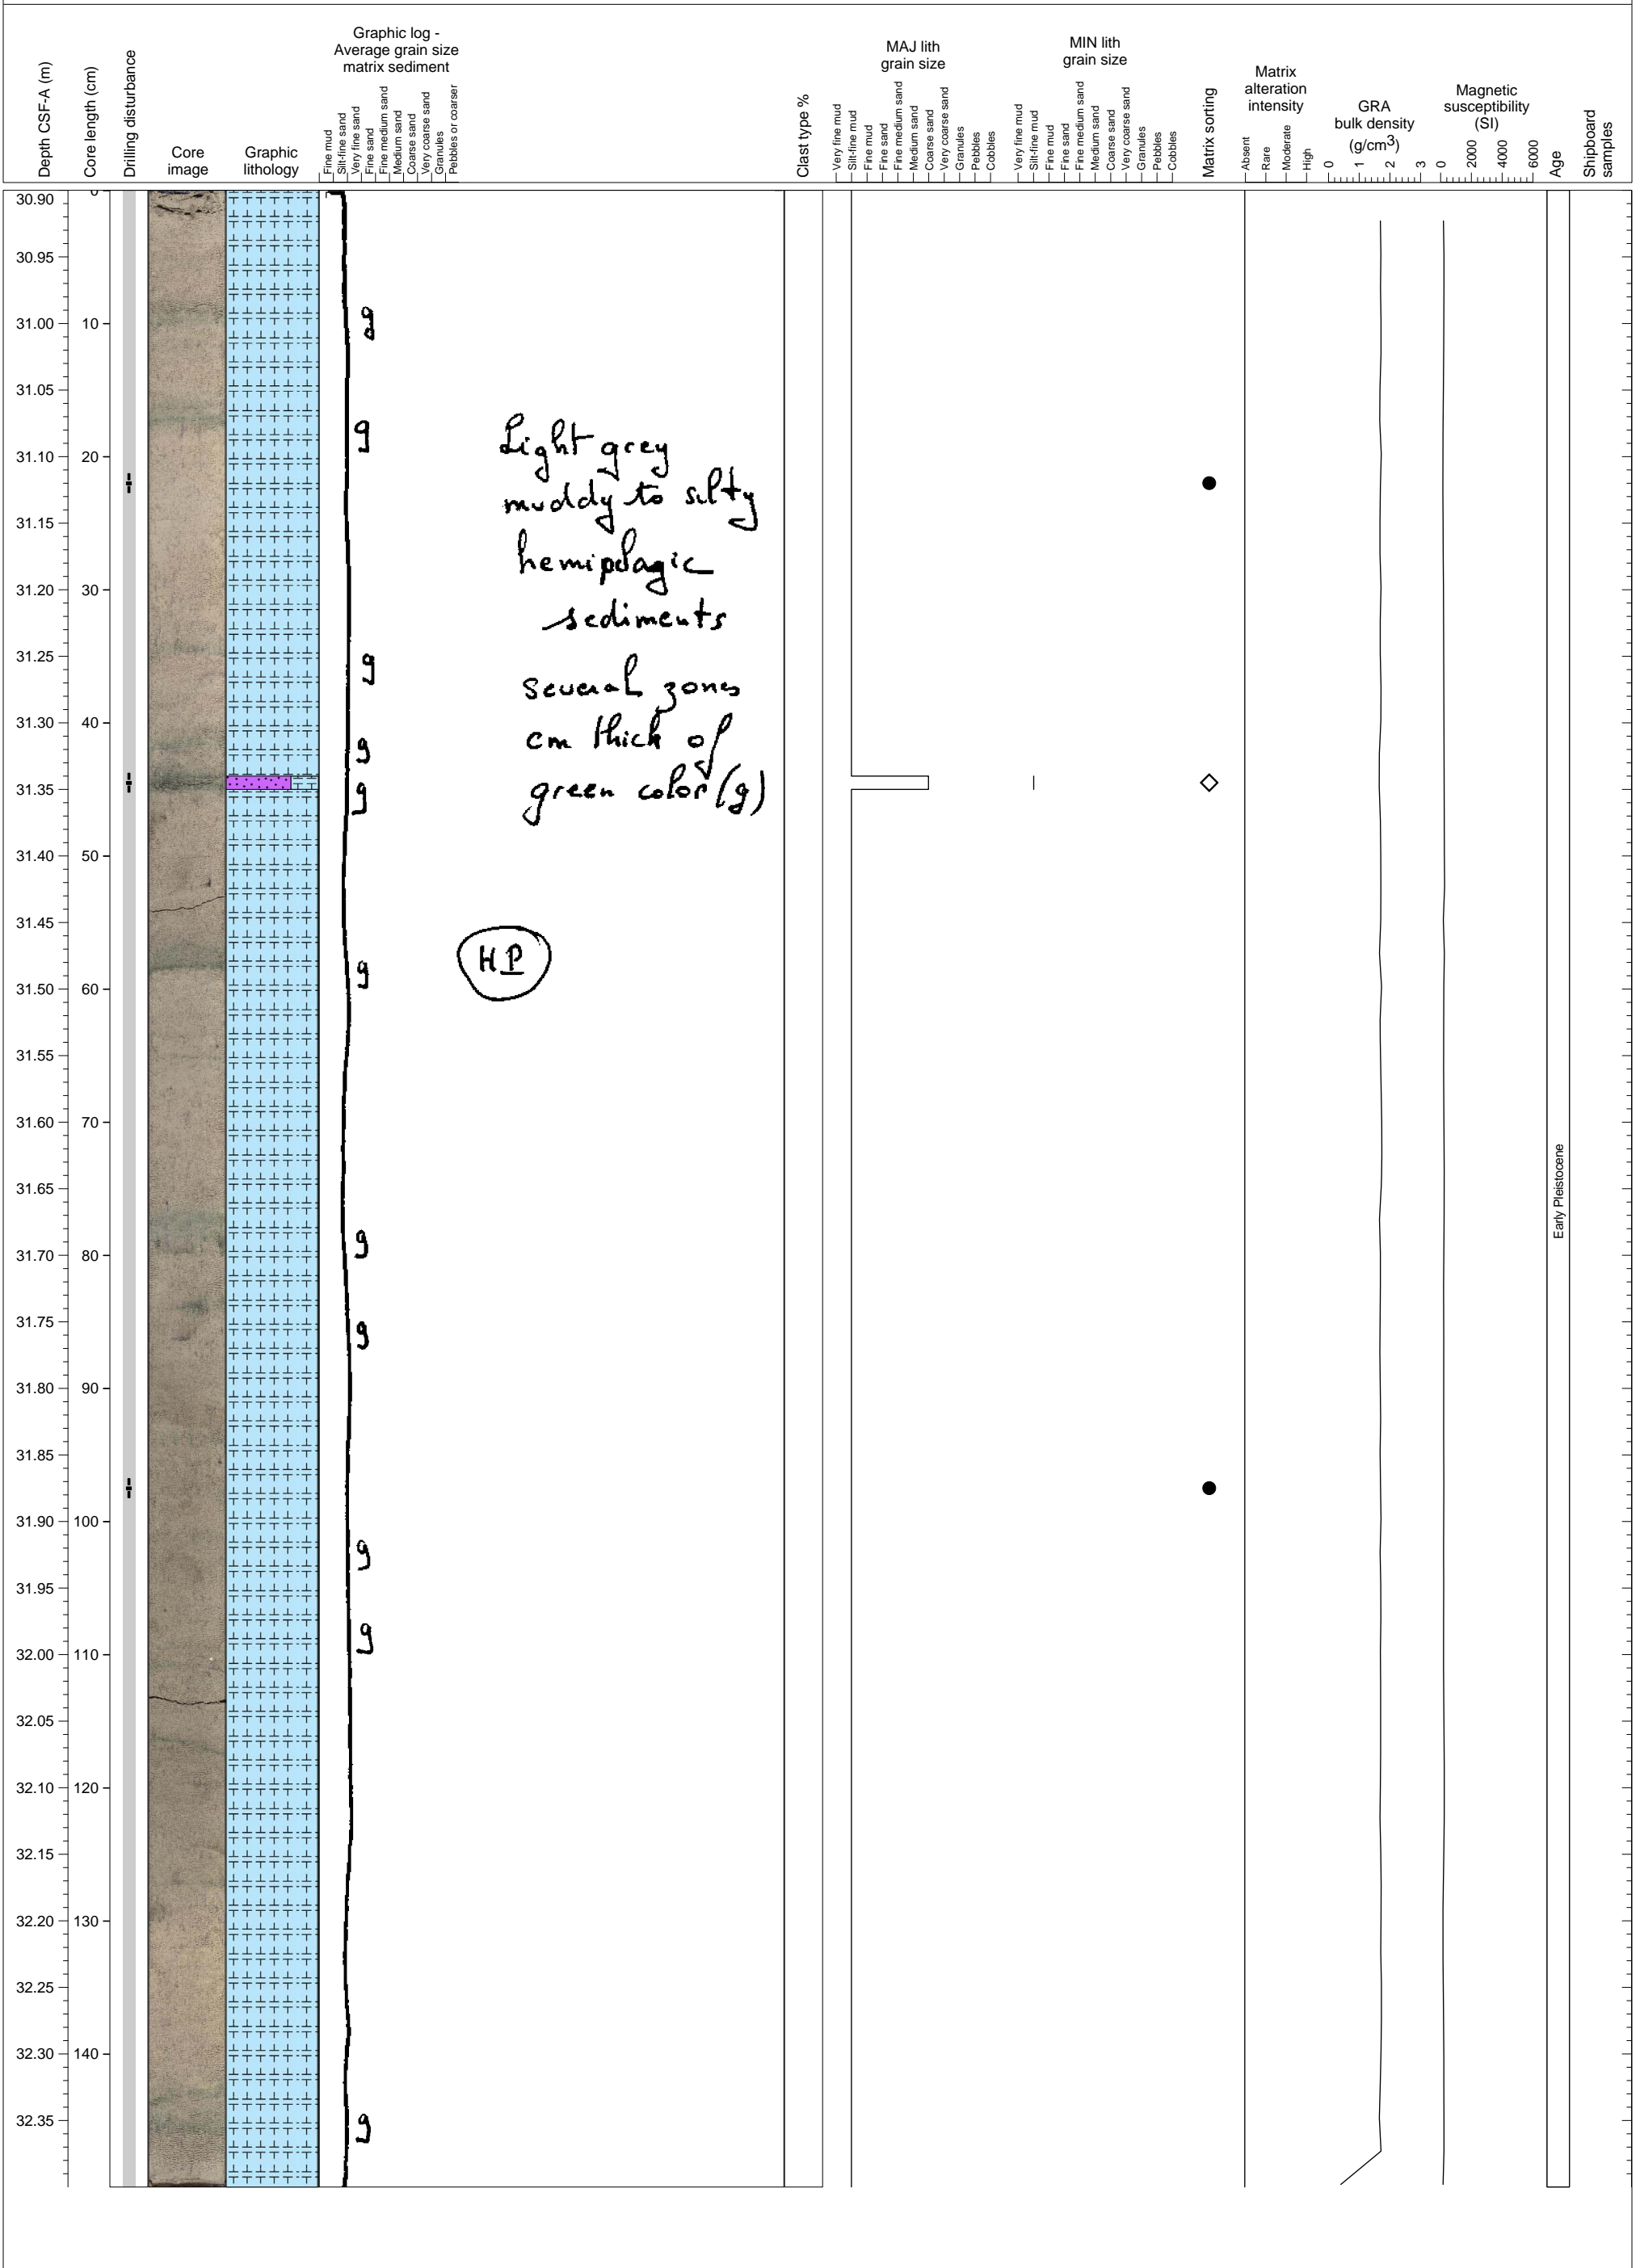 Depth CSF-A (m)
Core length (cm)
Drilling disturbance
Core
image
Graphic
lithology
Graphic log -
Average grain size
matrix sediment
Fine mud
Silt-fine sand
Very fine sand
Fine sand
Fine medium sand
Medium sand
Coarse sand
Very coarse sand
Granules
Pebbles or coarser
Clast type %
MAJ lith
grain size
Very fine mud
Silt-fine mud
Fine mud
Fine sand
Fine medium sand
Medium sand
Coarse sand
Very coarse sand
Granules
Pebbles
Cobbles
MIN lith
grain size
Very fine mud
Silt-fine mud
Fine mud
Fine sand
Fine medium sand
Medium sand
Coarse sand
Very coarse sand
Granules
Pebbles
Cobbles
Matrix sorting
Matrix
alteration
intensity
Absent
Rare
Moderate
High
GRA
bulk density
(g/cm3)
0 1 2 3
Magnetic
susceptibility
(SI)
0 2000 4000 6000
Age
Shipboard
samples
30.90 0
30.95
31.00 10 g
31.05
31.10 20 g
31.15
31.20 30
31.25 g
31.30 40 g
31.35 g
31.40 50
31.45
31.50 60 g
31.55
31.60 70
31.65
31.70 80 g
31.75 g
31.80 90
31.85
31.90 100
31.95 g
32.00 110 g
32.05
32.10 120
32.15
32.20 130
32.25
32.30 140
32.35 g
Light grey
muddy to silty
hemipelagic
sediments
several zones
cm thick of
green color (g)
HP
Early Pleistocene